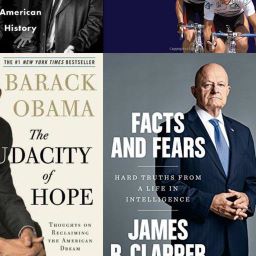 American
History
THE #1 NEW YORK TIMES BESTSELLER
BARACK
OBAMA
The
UDACITY
of HOPE
THOUGHTS ON
RECLAIMING THE
AMERICAN DREAM
FACTS
AND FEARS
HARD TRUTHS FROM
A LIFE IN
INTELLIGENCE
JAMES
R. CLAPPER